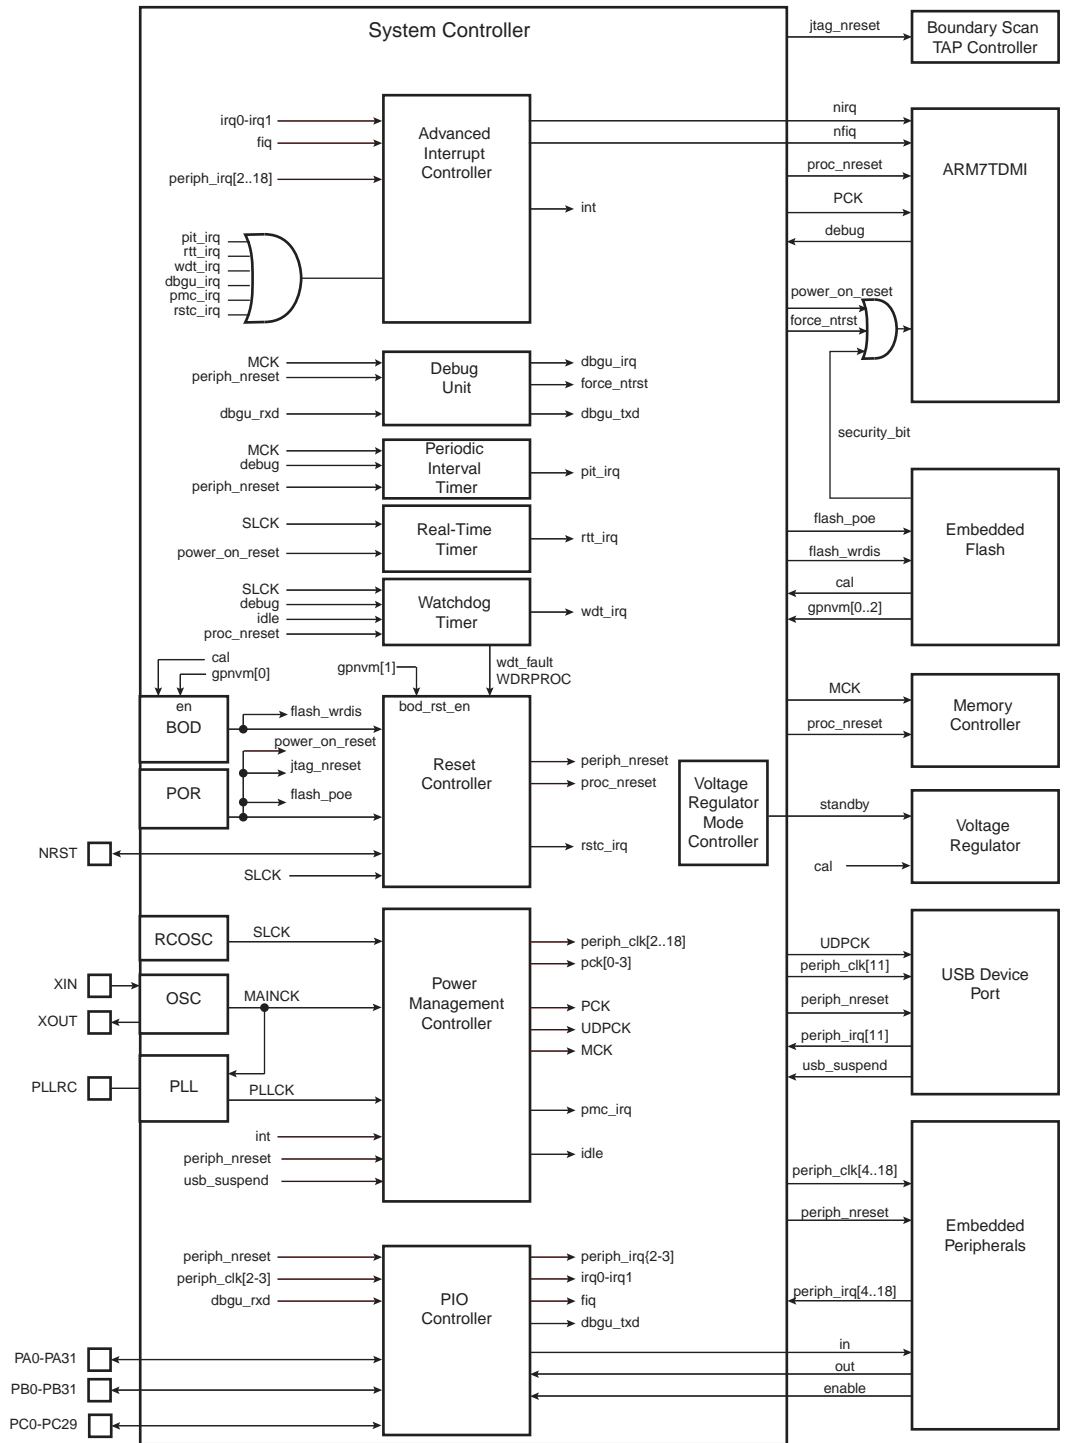 System Controller
jtag_nreset
Boundary Scan
TAP Controller
irq0-irq1
fiq
periph_irq[2..18]
Advanced
Interrupt
Controller
int
nirq
nfiq
proc_nreset
PCK
debug
ARM7TDMI
pit_irq
rtt_irq
wdt_irq
dbgu_irq
pmc_irq
rstc_irq
power_on_reset
force_ntrst
security_bit
MCK
periph_nreset
dbgu_rxd
Debug
Unit
dbgu_irq
force_ntrst
dbgu_txd
MCK
debug
periph_nreset
Periodic
Interval
Timer
pit_irq
SLCK
power_on_reset
Real-Time
Timer
rtt_irq
flash_poe
flash_wrdis
cal
gpnvm[0..2]
Embedded
Flash
SLCK
debug
idle
proc_nreset
Watchdog
Timer
wdt_irq
cal
gpnvm[0]
gpnvm[1]
wdt_fault
WDRPROC
en
BOD
POR
flash_wrdis
power_on_reset
jtag_nreset
flash_poe
bod_rst_en
Reset
Controller
periph_nreset
proc_nreset
rstc_irq
NRST
SLCK
MCK
proc_nreset
Memory
Controller
Voltage
Regulator
Mode
Controller
standby
cal
Voltage
Regulator
RCOSC
SLCK
XIN
XOUT
OSC
MAINCK
PLLRC
PLL
PLLCK
int
periph_nreset
usb_suspend
Power
Management
Controller
periph_clk[2..18]
pck[0-3]
PCK
UDPCK
MCK
pmc_irq
idle
UDPCK
periph_clk[11]
periph_nreset
periph_irq[11]
usb_suspend
USB Device
Port
periph_nreset
periph_clk[2-3]
dbgu_rxd
PIO
Controller
periph_irq{2-3]
irq0-irq1
fiq
dbgu_txd
PA0-PA31
PB0-PB31
PC0-PC29
periph_clk[4..18]
periph_nreset
periph_irq[4..18]
in
out
enable
Embedded
Peripherals